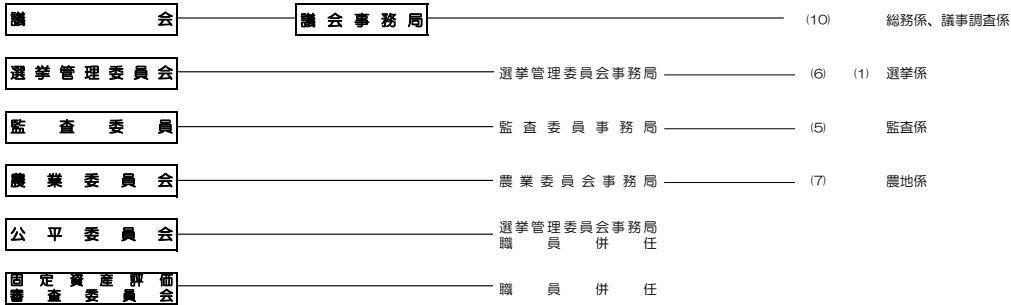 議会 議会事務局 (10) 総務係、議事調査係
選挙管理委員会 選挙管理委員会事務局 (6) (1) 選挙係
監査委員 監査委員事務局 (5) 監査係
農業委員会 農業委員会事務局 (7) 農地係
公平委員会 選挙管理委員会事務局
職員併任
固定資産評価
審査委員会 職員併任